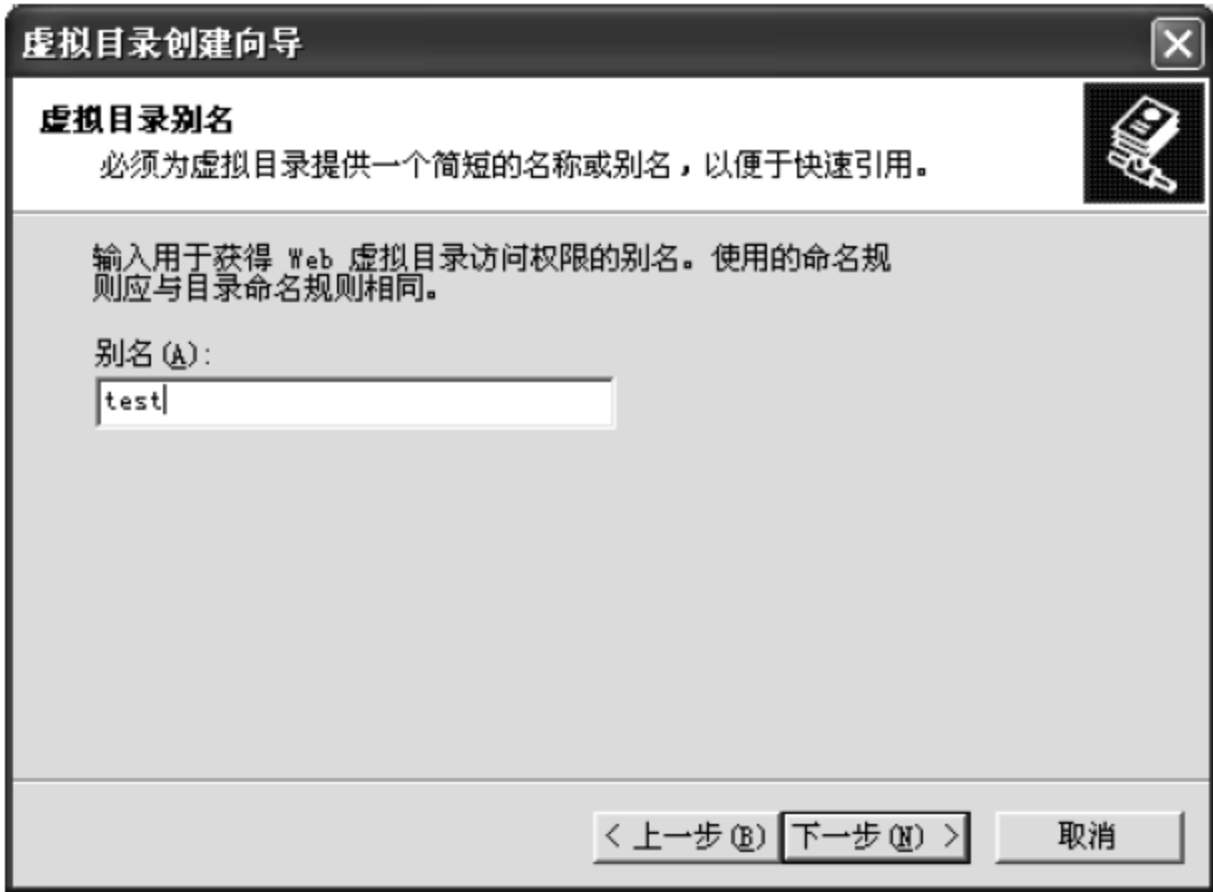 虚拟目录创建向导
虚拟目录别名
必须为虚拟目录提供一个简短的名称或别名，以便于快速引用。
输入用于获得 Web 虚拟目录访问权限的别名。使用的命名规
则应与目录命名规则相同。
别名(A):
test
< 上一步(B) 下一步(N) > 取消